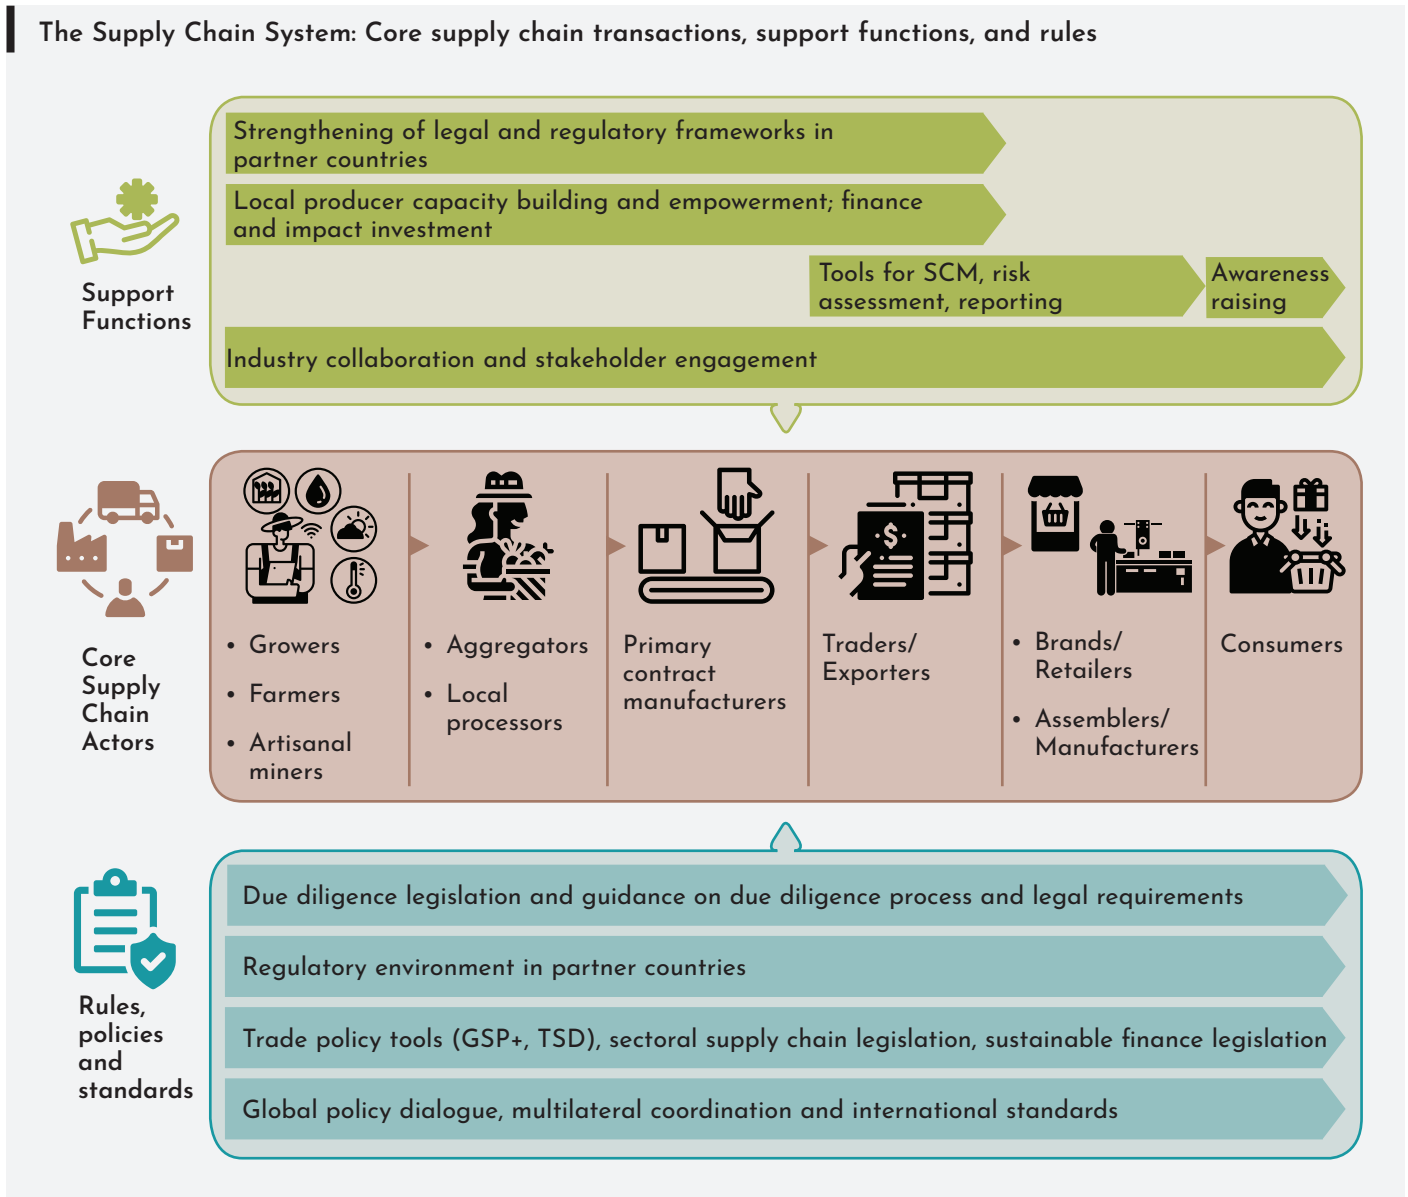 The Supply Chain System: Core supply chain transactions, support functions, and rules
Support
Functions
Strengthening of legal and regulatory frameworks in
partner countries
Local producer capacity building and empowerment; finance
and impact investment
Tools for SCM, risk
assessment, reporting
Awareness
raising
Industry collaboration and stakeholder engagement
Core
Supply
Chain
Actors
• Growers
• Farmers
• Artisanal
miners
• Aggregators
• Local
processors
Primary
contract
manufacturers
$
Traders/
Exporters
• Brands/
Retailers
• Assemblers/
Manufacturers
Consumers
Rules,
policies
and
standards
Due diligence legislation and guidance on due diligence process and legal requirements
Regulatory environment in partner countries
Trade policy tools (GSP+, TSD), sectoral supply chain legislation, sustainable finance legislation
Global policy dialogue, multilateral coordination and international standards